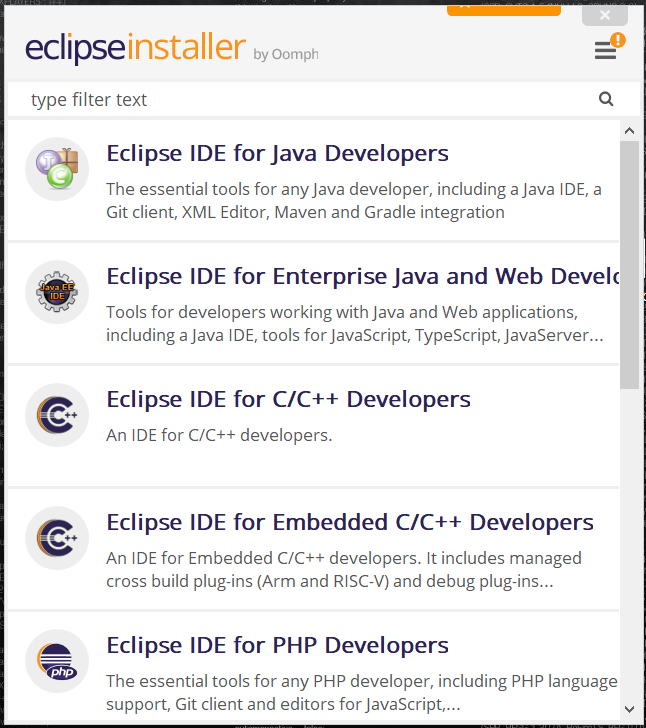 eclipseinstaller by Oomph
type filter text
Eclipse IDE for Java Developers
The essential tools for any Java developer, including a Java IDE, a
Git client, XML Editor, Maven and Gradle integration
Java EE
IDE
Eclipse IDE for Enterprise Java and Web Develo
Tools for developers working with Java and Web applications,
including a Java IDE, tools for JavaScript, TypeScript, JavaServer...
C++
Eclipse IDE for C/C++ Developers
An IDE for C/C++ developers.
C++
Eclipse IDE for Embedded C/C++ Developers
An IDE for Embedded C/C++ developers. It includes managed
cross build plug-ins (Arm and RISC-V) and debug plug-ins...
php
Eclipse IDE for PHP Developers
The essential tools for any PHP developer, including PHP language
support, Git client and editors for JavaScript,...